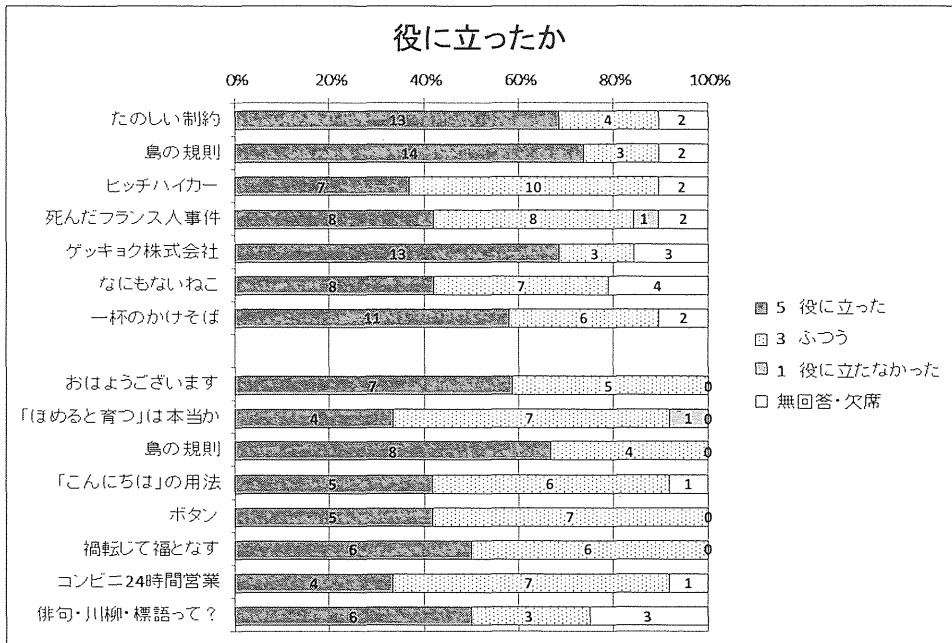 役に立ったか
0% 20% 40% 60% 80% 100%
たのしい制約 13 4 2
島の規則 14 3 2
ヒッチハイカー 7 10 2
死んだフランス人事件 8 8 1 2
ゲッキョク株式会社 13 3 3
なにもないねこ 8 7 4
一杯のかけそば 11 6 2
おはようございます 7 5 0
「ほめると育つ」は本当か 4 7 1 0
島の規則 8 4 0
「こんにちは」の用法 5 6 1
ボタン 5 7 0
禍転じて福となす 6 6 0
コンビニ24時間営業 4 7 1
俳句・川柳・標語って？ 6 3 3
5 役に立った
3 ふつう
1 役に立たなかった
無回答・欠席